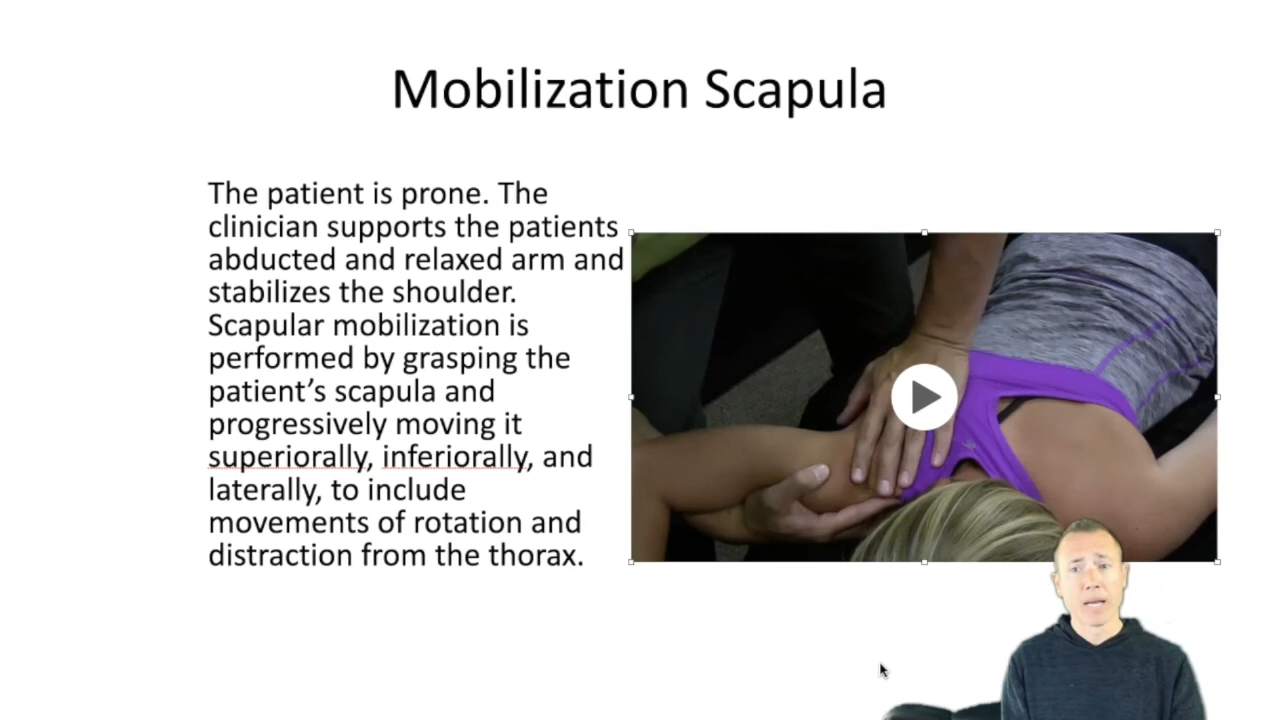 Mobilization Scapula
The patient is prone. The
clinician supports the patients
abducted and relaxed arm and
stabilizes the shoulder.
Scapular mobilization is
performed by grasping the
patient’s scapula and
progressively moving it
superiorally, inferiorally, and
laterally, to include
movements of rotation and
distraction from the thorax.